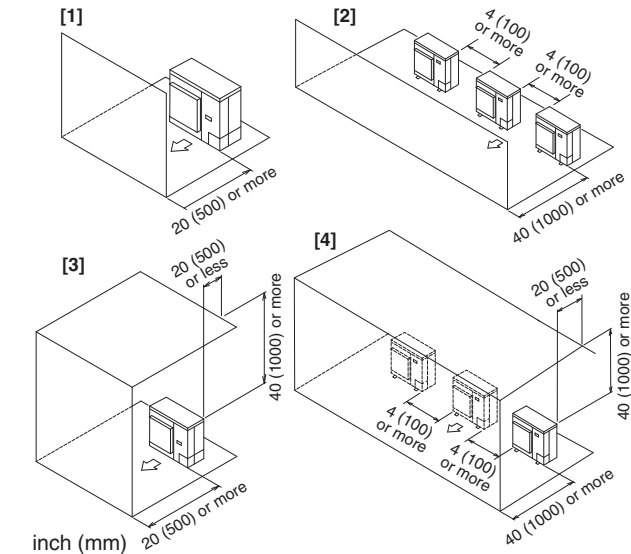 [1]
20 (500) or more
[2]
4 (100)
or more
4 (100)
or more
40 (1000) or more
[3]
20 (500)
or less
40 (1000) or more
20 (500) or more
[4]
20 (500)
or less
40 (1000) or more
4 (100)
or more
4 (100)
or more
40 (1000) or more
inch (mm)